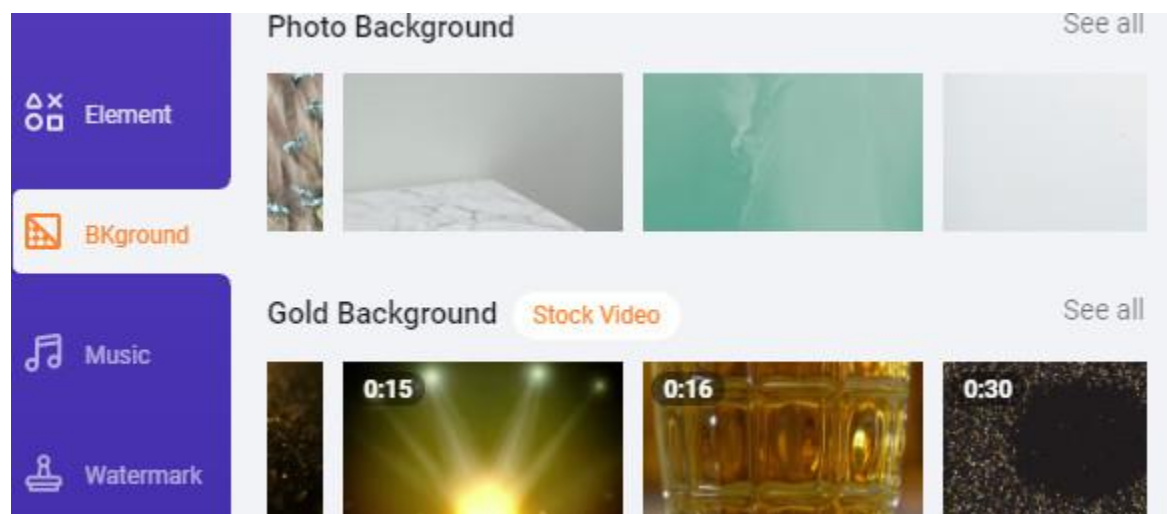 Photo Background
See all
Element
BKground
Gold Background
Stock Video
See all
Music
0:15
0:16
0:30
Watermark